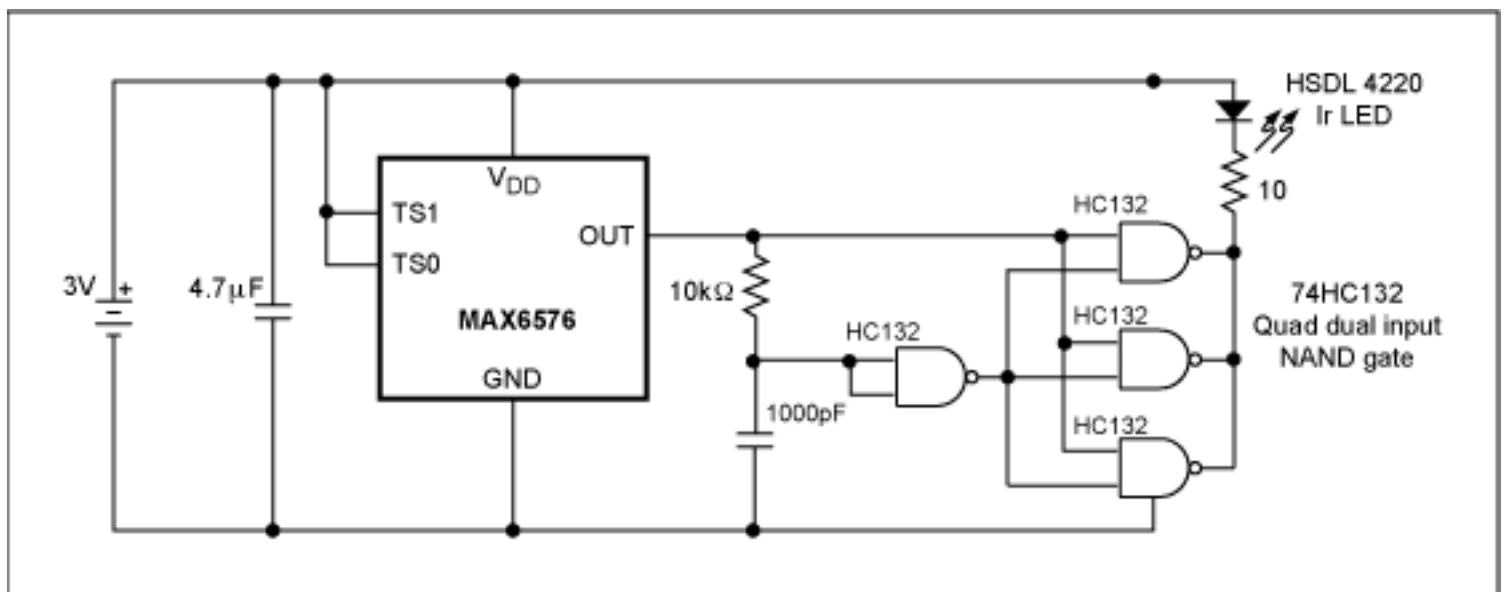 HSDL 4220
Ir LED
10
VDD
TS1
TS0
OUT
MAX6576
GND
3V
+
4.7µF
10kΩ
1000pF
HC132
HC132
HC132
HC132
74HC132
Quad dual input
NAND gate